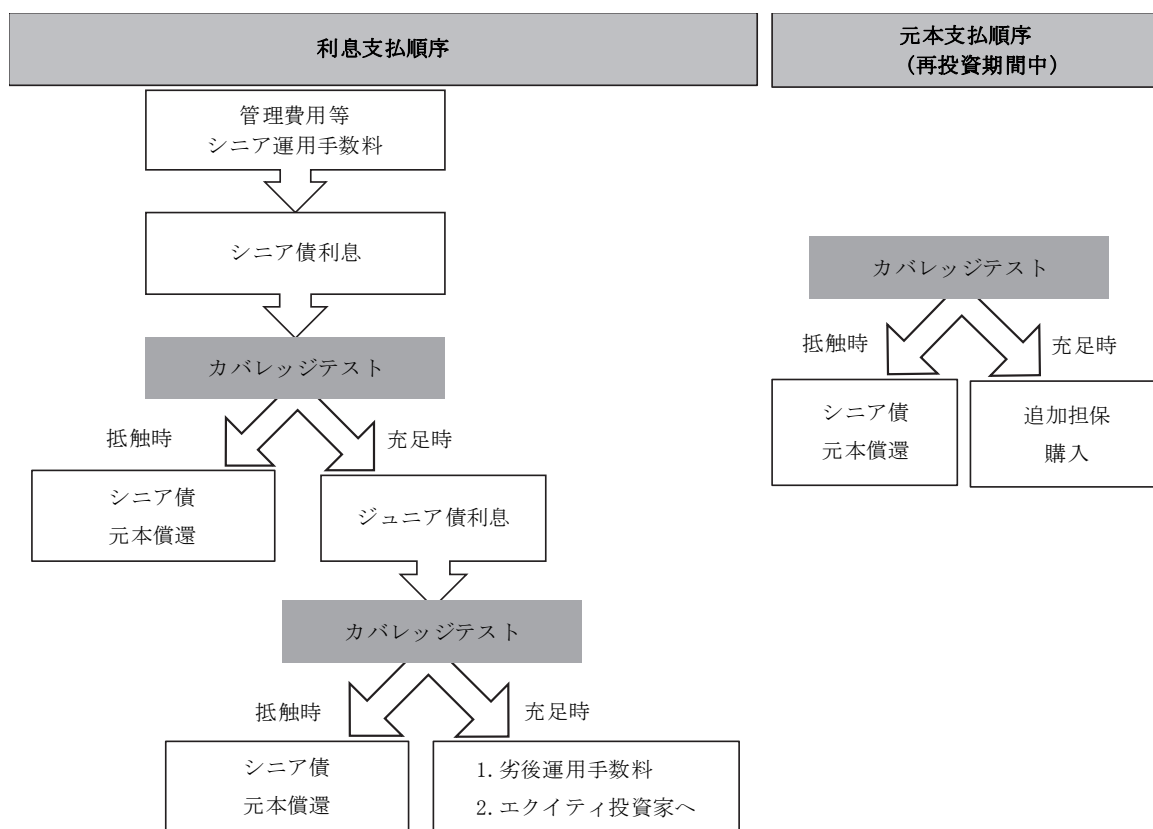 利息支払順序
管理費用等
シニア運用手数料
シニア債利息
カバレッジテスト
抵触時
充足時
シニア債
元本償還
ジュニア債利息
カバレッジテスト
抵触時
充足時
シニア債
元本償還
1. 劣後運用手数料
2. エクイティ投資家へ
元本支払順序
（再投資期間中）
カバレッジテスト
抵触時
充足時
シニア債
元本償還
追加担保
購入